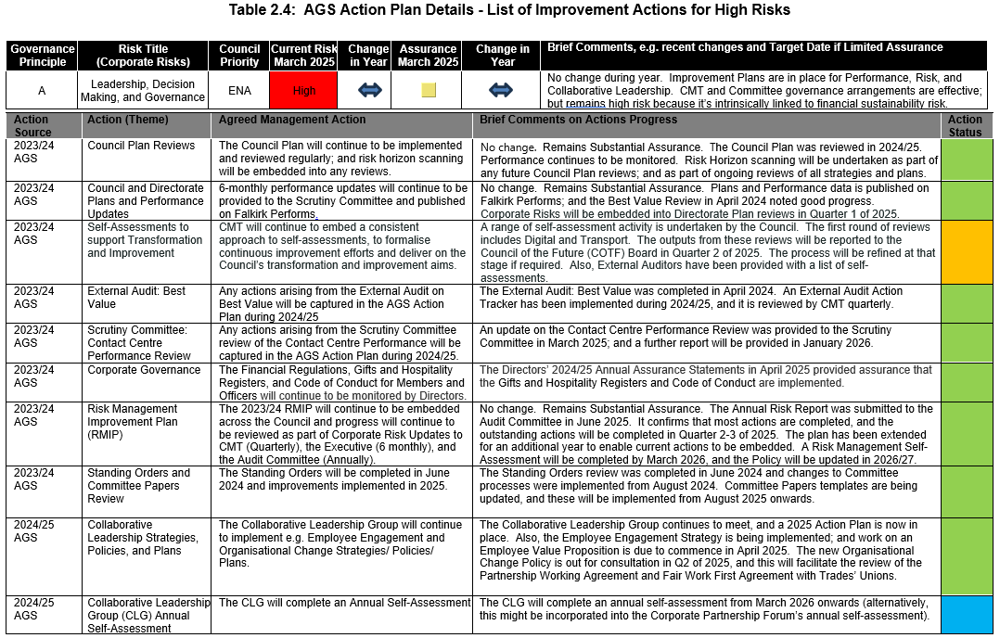 Table 2.4:  AGS Action Plan Details - List of Improvement Actions for High Risks
Governance Principle
Risk Title (Corporate Risks)
Council Priority
Current Risk March 2025
Change in Year
Assurance March 2025
Change in Year
Brief Comments, e.g. recent changes and Target Date if Limited Assurance
A
Leadership, Decision
Making, and Governance
ENA
High
No change during year.  Improvement Plans are in place for Performance, Risk, and
Collaborative Leadership.  CMT and Committee governance arrangements are effective;
but remains high risk because it's intrinsically linked to financial sustainability risk.
Action Source
Action (Theme)
Agreed Management Action
Brief Comments on Actions Progress
Action Status
2023/24
AGS
Council Plan Reviews
The Council Plan will continue to be implemented
and reviewed regularly; and risk horizon scanning
will be embedded into any reviews.
No change.  Remains Substantial Assurance.  The Council Plan was reviewed in 2024/25.
Performance continues to be monitored.  Risk Horizon scanning will be undertaken as part of
any future Council Plan reviews; and as part of ongoing reviews of all strategies and plans.
2023/24
AGS
Council and Directorate
Plans and Performance
Updates
6-monthly performance updates will continue to be
provided to the Scrutiny Committee and published
on Falkirk Performs.
No change.  Remains Substantial Assurance.  Plans and Performance data is published on
Falkirk Performs; and the Best Value Review in April 2024 noted good progress.
Corporate Risks will be embedded into Directorate Plan reviews in Quarter 1 of 2025.
2023/24
AGS
Self-Assessments to
support Transformation
and Improvement
CMT will continue to embed a consistent
approach to self-assessments, to formalise
continuous improvement efforts and deliver on the
Council's transformation and improvement aims.
A range of self-assessment activity is undertaken by the Council.  The first round of reviews
includes Digital and Transport.  The outputs from these reviews will be reported to the
Council of the Future (COTF) Board in Quarter 2 of 2025.  The process will be refined at that
stage if required.  Also, External Auditors have been provided with a list of self-
assessments.
2023/24
AGS
External Audit: Best
Value
Any actions arising from the External Audit on
Best Value will be captured in the AGS Action
Plan during 2024/25
The External Audit: Best Value was completed in April 2024.  An External Audit Action
Tracker has been implemented during 2024/25, and it is reviewed by CMT quarterly.
2023/24
AGS
Scrutiny Committee:
Contact Centre
Performance Review
Any actions arising from the Scrutiny Committee
review of the Contact Centre Performance will be
captured in the AGS Action Plan during 2024/25.
An update on the Contact Centre Performance Review was provided to the Scrutiny
Committee in March 2025; and a further report will be provided in January 2026.
2023/24
AGS
Corporate Governance
The Financial Regulations, Gifts and Hospitality
Registers, and Code of Conduct for Members and
Officers will continue to be monitored by Directors.
The Directors' 2024/25 Annual Assurance Statements in April 2025 provided assurance that
the Gifts and Hospitality Registers and Code of Conduct are implemented.
2023/24
AGS
Risk Management
Improvement Plan
(RMIP)
The 2023/24 RMIP will continue to be embedded
across the Council and progress will continue to
be reviewed as part of Corporate Risk Updates to
CMT (Quarterly), the Executive (6 monthly), and
the Audit Committee (Annually).
No change.  Remains Substantial Assurance.  The Annual Risk Report was submitted to the
Audit Committee in June 2025.  It confirms that most actions are completed, and the
outstanding actions will be completed in Quarter 2-3 of 2025.  The plan has been extended
for an additional year to enable current actions to be embedded.  A Risk Management Self-
Assessment will be completed by March 2026, and the Policy will be updated in 2026/27.
2023/24
AGS
Standing Orders and
Committee Papers
Review
The Standing Orders will be completed in June
2024 and improvements implemented in 2025.
The Standing Orders review was completed in June 2024 and changes to Committee
processes were implemented from August 2024.  Committee Papers templates are being
updated, and these will be implemented from August 2025 onwards.
2024/25
AGS
Collaborative
Leadership Strategies,
Policies, and Plans
The Collaborative Leadership Group will continue
to implement e.g. Employee Engagement and
Organisational Change Strategies/ Policies/
Plans.
The Collaborative Leadership Group continues to meet, and a 2025 Action Plan is now in
place.  Also, the Employee Engagement Strategy is being implemented; and work on an
Employee Value Proposition is due to commence in April 2025.  The new Organisational
Change Policy is out for consultation in Q2 of 2025, and this will facilitate the review of the
Partnership Working Agreement and Fair Work First Agreement with Trades' Unions.
2024/25
AGS
Collaborative Leadership
Group (CLG) Annual
Self-Assessment
The CLG will complete an Annual Self-Assessment
The CLG will complete an annual self-assessment from March 2026 onwards (alternatively,
this might be incorporated into the Corporate Partnership Forum's annual self-assessment).